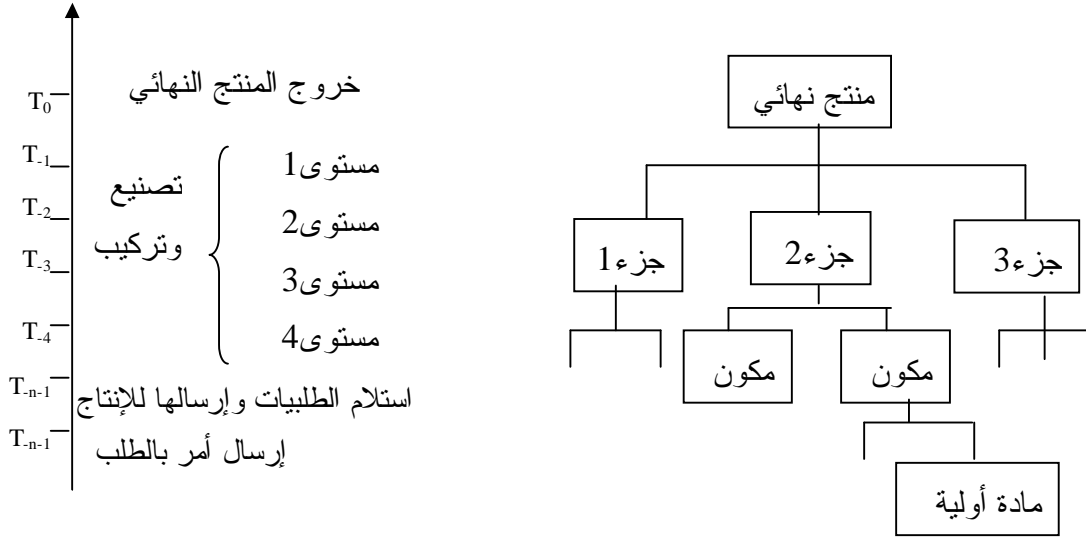 T0
خروج المنتج النهائي
T-1
مستوى1
تصنيع
T-2
مستوى2
وتركيب
T-3
مستوى3
T-4
مستوى4
T-n-1
استلام الطلبيات وإرسالها للإنتاج
T-n-1
إرسال أمر بالطلب
منتج نهائي
جزء1
جزء2
جزء3
مكون
مكون
مادة أولية